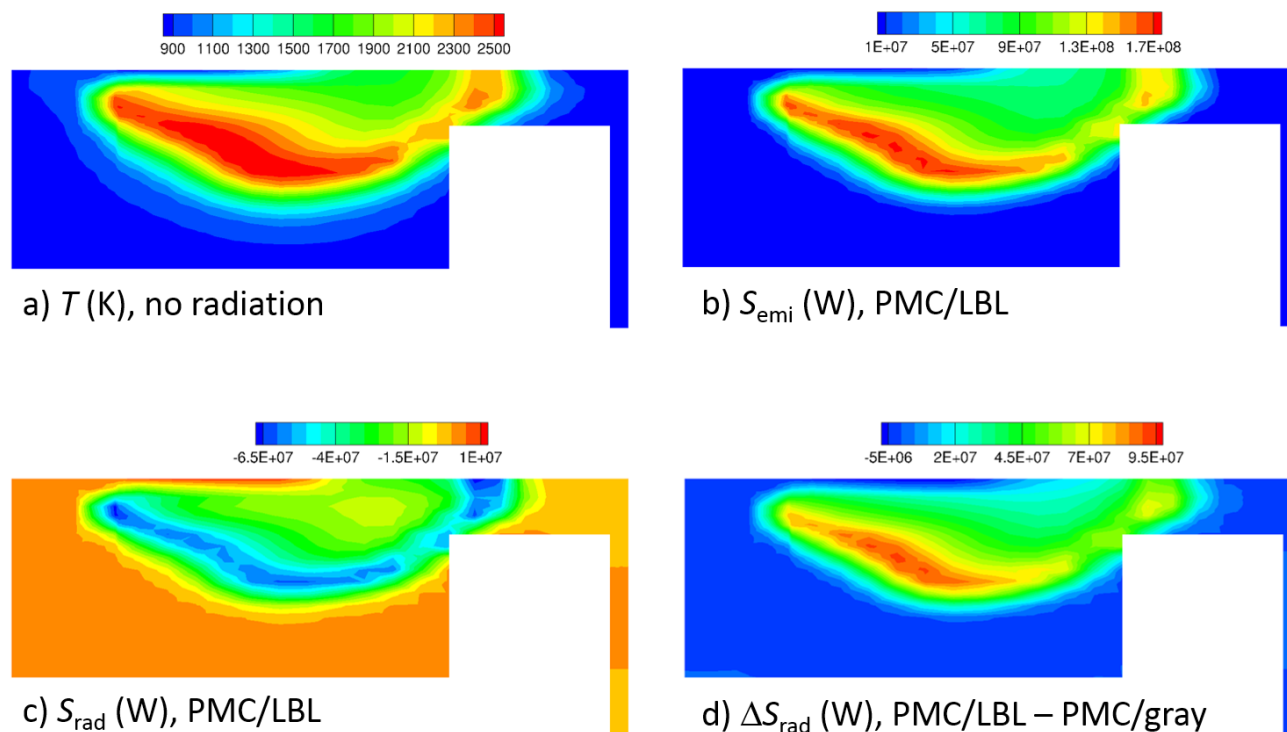 900 1100 1300 1500 1700 1900 2100 2300 2500
1E+07 5E+07 9E+07 1.3E+08 1.7E+08
a) T (K), no radiation
b) Semi (W), PMC/LBL
-6.5E+07 -4E+07 -1.5E+07 1E+07
-5E+06 2E+07 4.5E+07 7E+07 9.5E+07
c) Srad (W), PMC/LBL
d) ΔSrad (W), PMC/LBL – PMC/gray